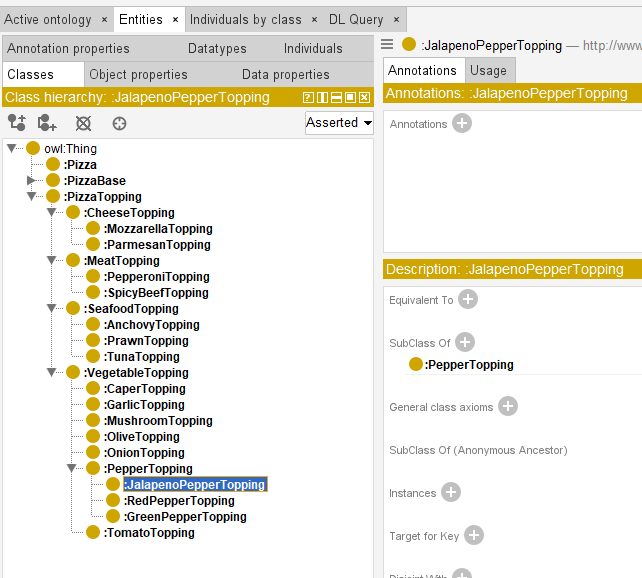 Active ontology × Entities × Individuals by class × DL Query ×
Annotation properties Datatypes Individuals
Classes Object properties Data properties
Class hierarchy: :JalapenoPepperTopping
Asserted
owl:Thing
:Pizza
:PizzaBase
:PizzaTopping
:CheeseTopping
:MozzarellaTopping
:ParmesanTopping
:MeatTopping
:PepperoniTopping
:SpicyBeefTopping
:SeafoodTopping
:AnchovyTopping
:PrawnTopping
:TunaTopping
:VegetableTopping
:CaperTopping
:GarlicTopping
:MushroomTopping
:OliveTopping
:OnionTopping
:PepperTopping
:JalapenoPepperTopping
:RedPepperTopping
:GreenPepperTopping
:TomatoTopping
:JalapenoPepperTopping — http://www
Annotations Usage
Annotations: :JalapenoPepperTopping
Annotations
Description: :JalapenoPepperTopping
Equivalent To
SubClass Of
:PepperTopping
General class axioms
SubClass Of (Anonymous Ancestor)
Instances
Target for Key
Disjoint With